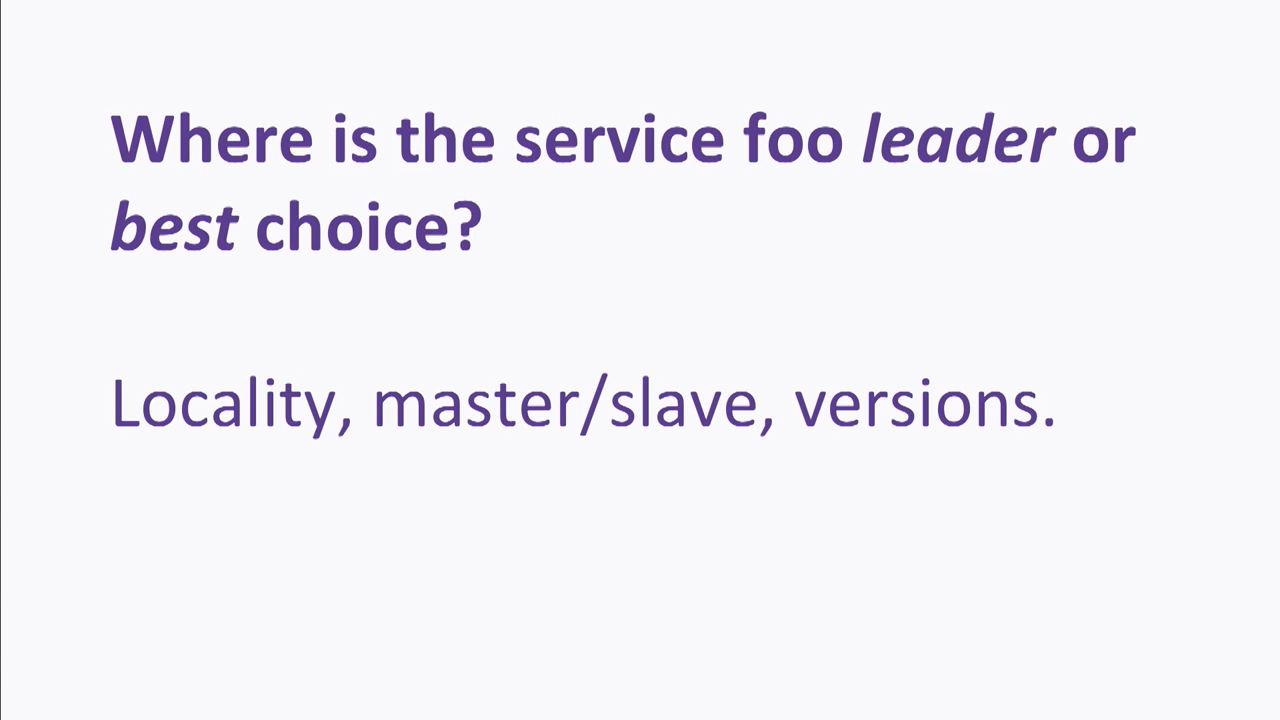 Where is the service foo leader or
best choice?
Locality, master/slave, versions.